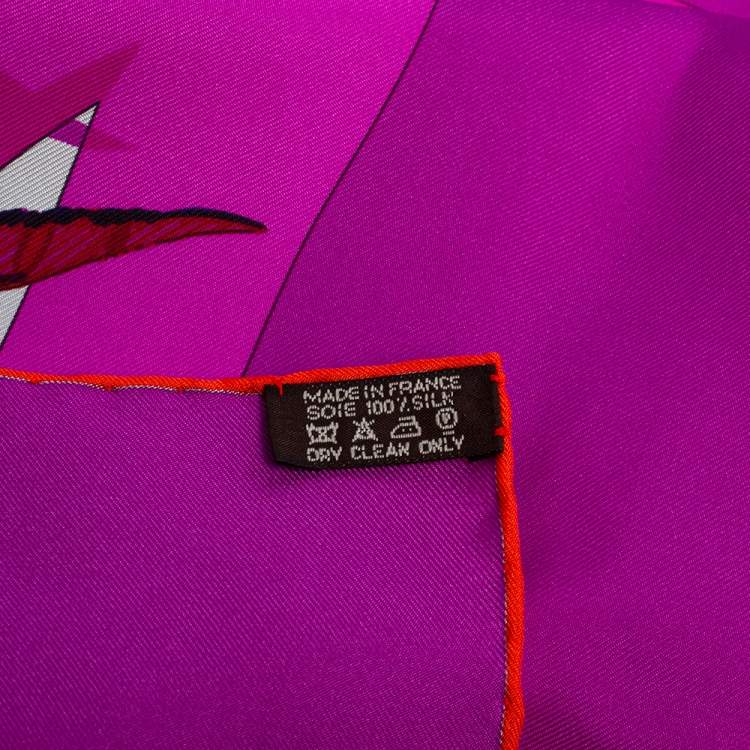 MADE IN FRANCE
SOIE 100% SILK
P
DRY CLEAN ONLY